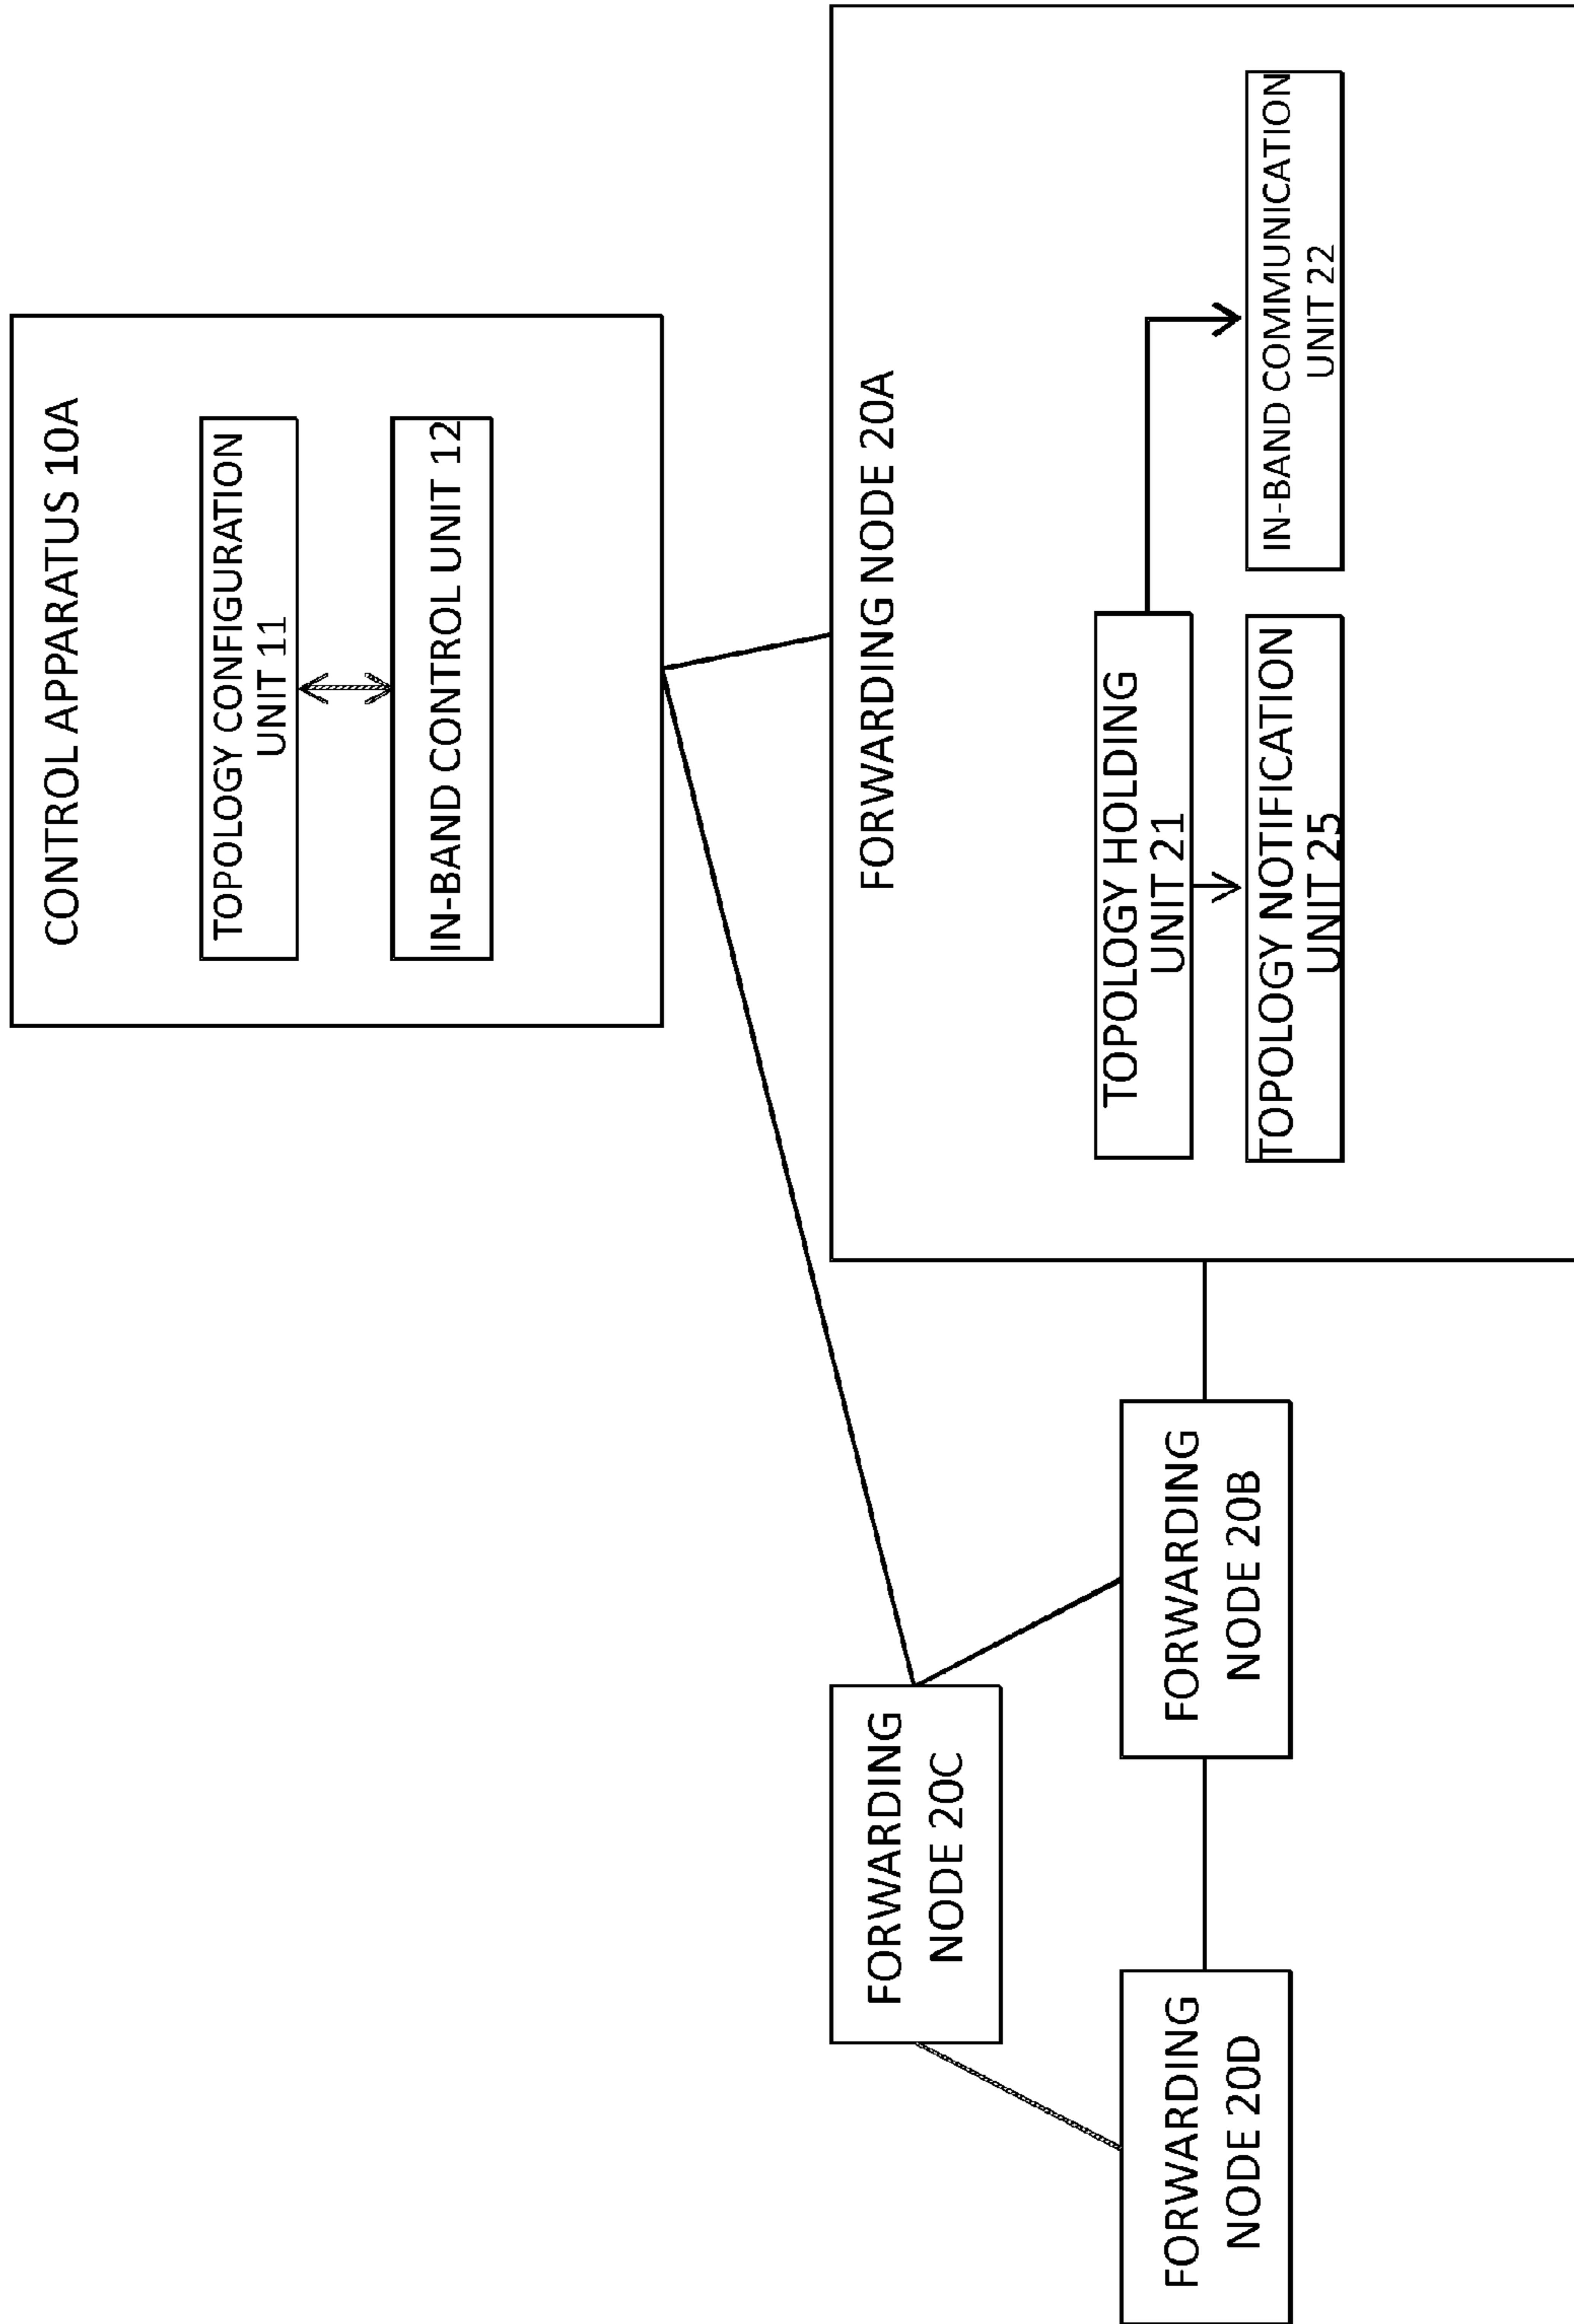 CONTROL APPARATUS 10A
TOPOLOGY CONFIGURATION
UNIT 11
IN-BAND CONTROL UNIT 12
FORWARDING
NODE 20C
FORWARDING NODE 20A
TOPOLOGY HOLDING
UNIT 21
TOPOLOGY NOTIFICATION
UNIT 25
IN-BAND COMMUNICATION
UNIT 22
FORWARDING
NODE 20D
FORWARDING
NODE 20B